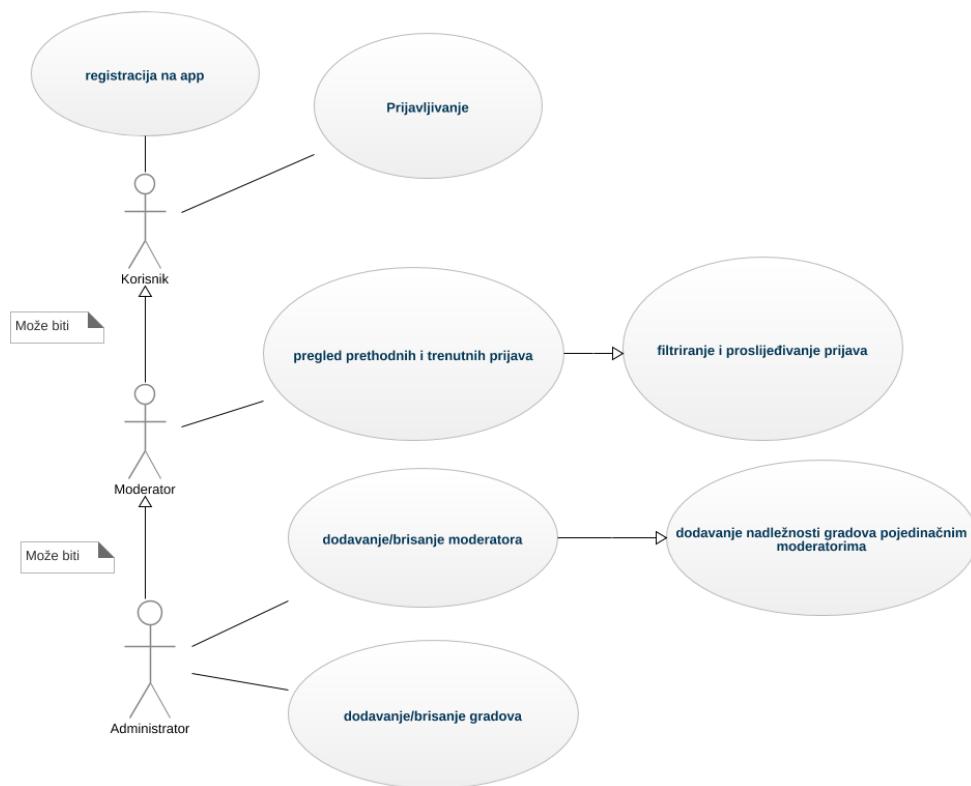 registracija na app
Prijavljivanje
Korisnik
Može biti
pregled prethodnih i trenutnih prijava
filtriranje i proslijeđivanje prijava
Moderator
dodavanje/brisanje moderatora
dodavanje nadležnosti gradova pojedinačnim
moderatorima
Može biti
Administrator
dodavanje/brisanje gradova